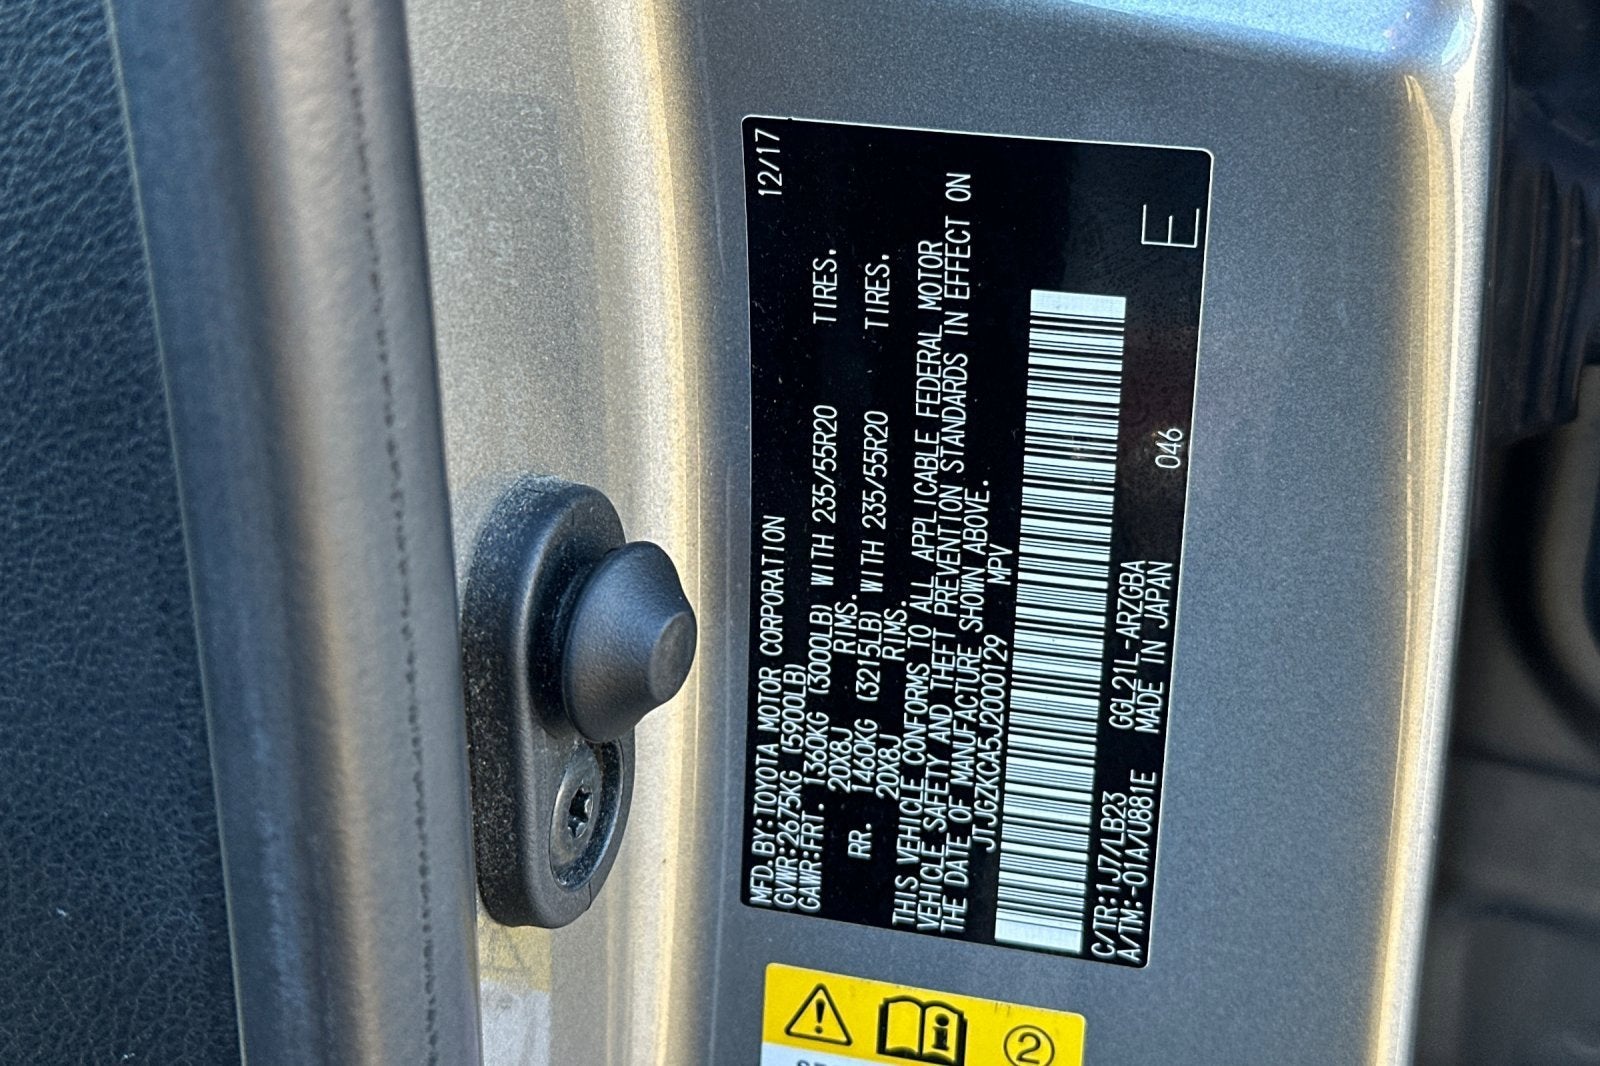 12/17
MFD.BY:TOYOTA MOTOR CORPORATION
GVWR:2675KG (5900LB)
GAWR:FRT. 1360KG (3000LB) WITH 235/55R20 TIRES.
20X8J RIMS.
RR. 1460KG (3215LB) WITH 235/55R20 TIRES.
20X8J RIMS.
THIS VEHICLE CONFORMS TO ALL APPLICABLE FEDERAL MOTOR
VEHICLE SAFETY AND THEFT PREVENTION STANDARDS IN EFFECT ON
THE DATE OF MANUFACTURE SHOWN ABOVE.
JTJGZKCA5J2000129 MPV
C/TR:1J7/LB23 GGL21L-ARZGBA 046
A/TM:-01A/U881E MADE IN JAPAN
E
2